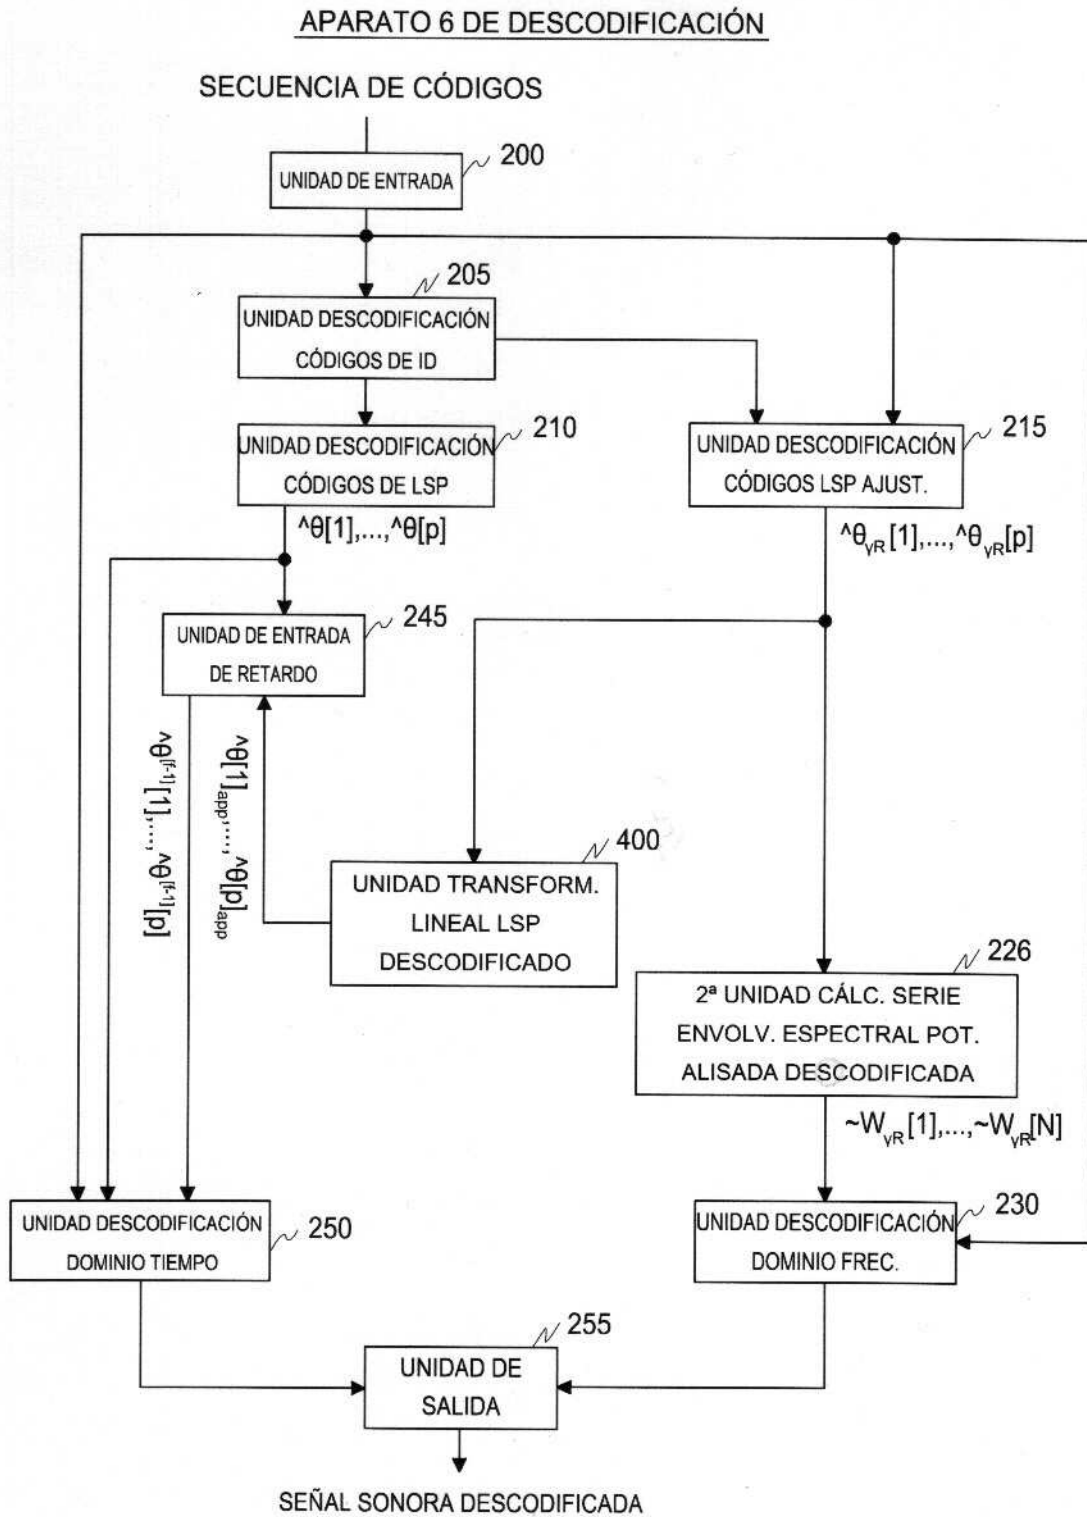 APARATO 6 DE DESCODIFICACIÓN
SECUENCIA DE CÓDIGOS
200
UNIDAD DE ENTRADA
205
UNIDAD DESCODIFICACIÓN
CÓDIGOS DE ID
210
UNIDAD DESCODIFICACIÓN
CÓDIGOS DE LSP
215
UNIDAD DESCODIFICACIÓN
CÓDIGOS LSP AJUST.
^θ[1],...,^θ[p]
^θγR[1],...,^θγR[p]
245
UNIDAD DE ENTRADA
DE RETARDO
^θ[f-1][1],...,^θ[f-1][p]
^θ[1]app,...,^θ[p]app
400
UNIDAD TRANSFORM.
LINEAL LSP
DESCODIFICADO
226
2ª UNIDAD CÁLC. SERIE
ENVOLV. ESPECTRAL POT.
ALISADA DESCODIFICADA
~WγR[1],...,~WγR[N]
250
UNIDAD DESCODIFICACIÓN
DOMINIO TIEMPO
230
UNIDAD DESCODIFICACIÓN
DOMINIO FREC.
255
UNIDAD DE
SALIDA
SEÑAL SONORA DESCODIFICADA